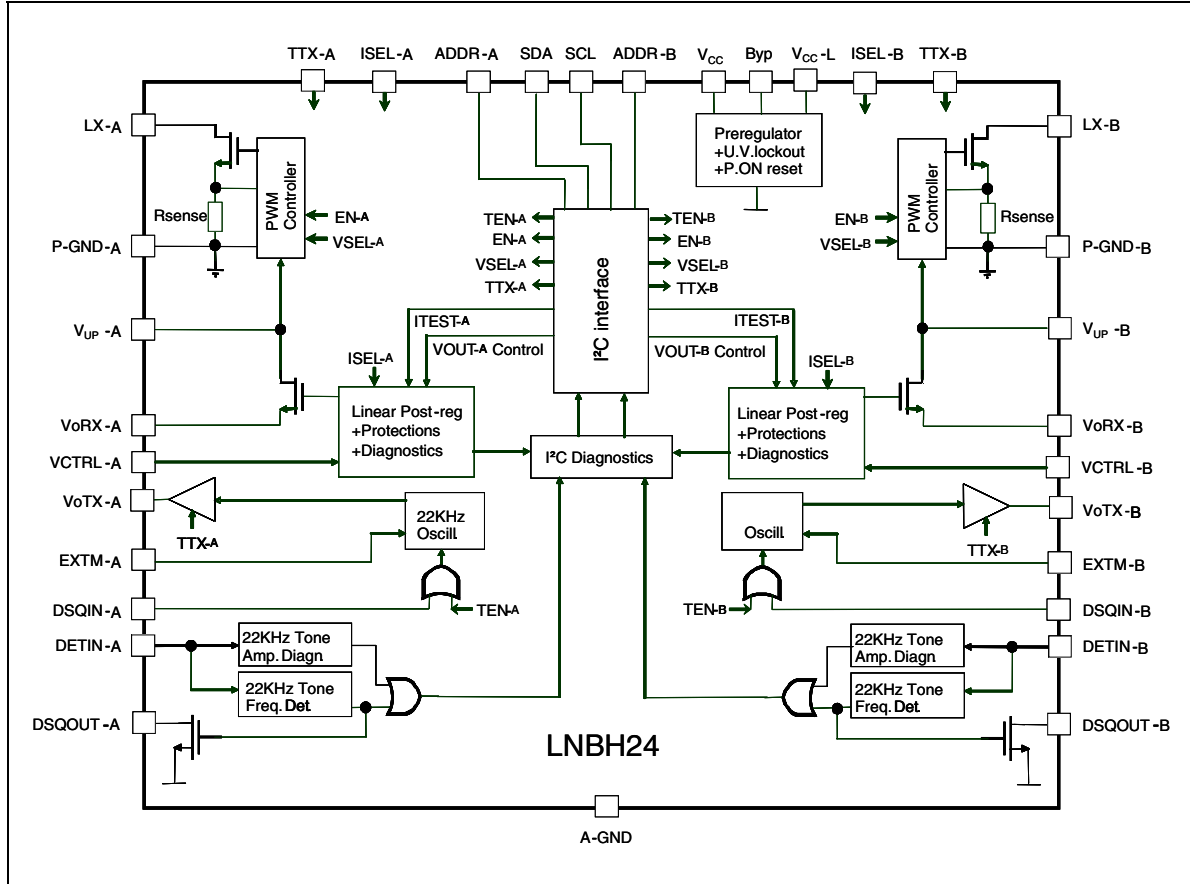 TTX-A
ISEL-A
ADDR-A
SDA
SCL
ADDR-B
VCC
Byp
VCC-L
ISEL-B
TTX-B
LX-A
LX-B
PWM
Controller
Preregulator
+U.V.lockout
+P.ON reset
PWM
Controller
Rsense
Rsense
EN-A
VSEL-A
TEN-A
EN-A
VSEL-A
TTX-A
I²C interface
TEN-B
EN-B
VSEL-B
TTX-B
EN-B
VSEL-B
P-GND-A
P-GND-B
VUP-A
VUP-B
ITEST-A
VOUT-A Control
ISEL-A
ITEST-B
VOUT-B Control
ISEL-B
Linear Post-reg
+Protections
+Diagnostics
Linear Post-reg
+Protections
+Diagnostics
VoRX-A
VoRX-B
I²C Diagnostics
VCTRL-A
VCTRL-B
VoTX-A
VoTX-B
22KHz
Oscill.
Oscill.
TTX-A
TTX-B
EXTM-A
EXTM-B
DSQIN-A
TEN-A
TEN-B
DSQIN-B
DETIN-A
DETIN-B
22KHz Tone
Amp. Diagn.
22KHz Tone
Freq. Det.
22KHz Tone
Amp. Diagn.
22KHz Tone
Freq. Det.
DSQOUT-A
DSQOUT-B
LNBH24
A-GND